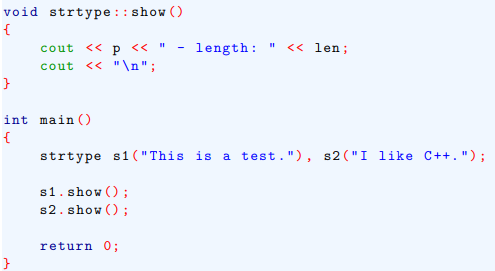 void strtype::show()
{
    cout << p << " - length: " << len;
    cout << "\n";
}

int main()
{
    strtype s1("This is a test."), s2("I like C++.");

    s1.show();
    s2.show();

    return 0;
}